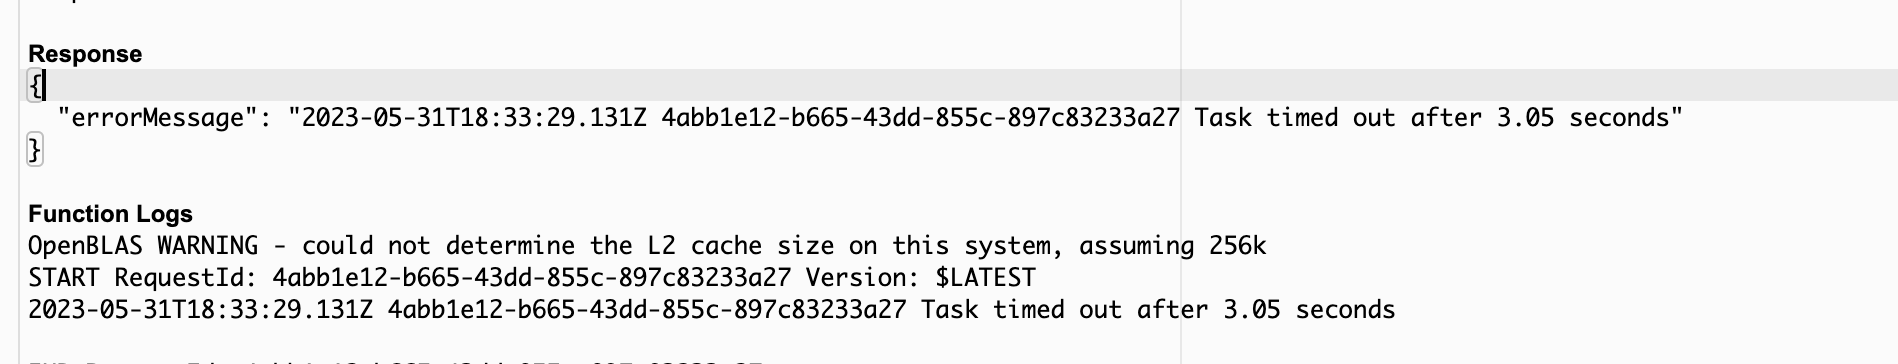 Response
{
"errorMessage": "2023-05-31T18:33:29.131Z 4abb1e12-b665-43dd-855c-897c83233a27 Task timed out after 3.05 seconds"
}
Function Logs
OpenBLAS WARNING - could not determine the L2 cache size on this system, assuming 256k
START RequestId: 4abb1e12-b665-43dd-855c-897c83233a27 Version: $LATEST
2023-05-31T18:33:29.131Z 4abb1e12-b665-43dd-855c-897c83233a27 Task timed out after 3.05 seconds